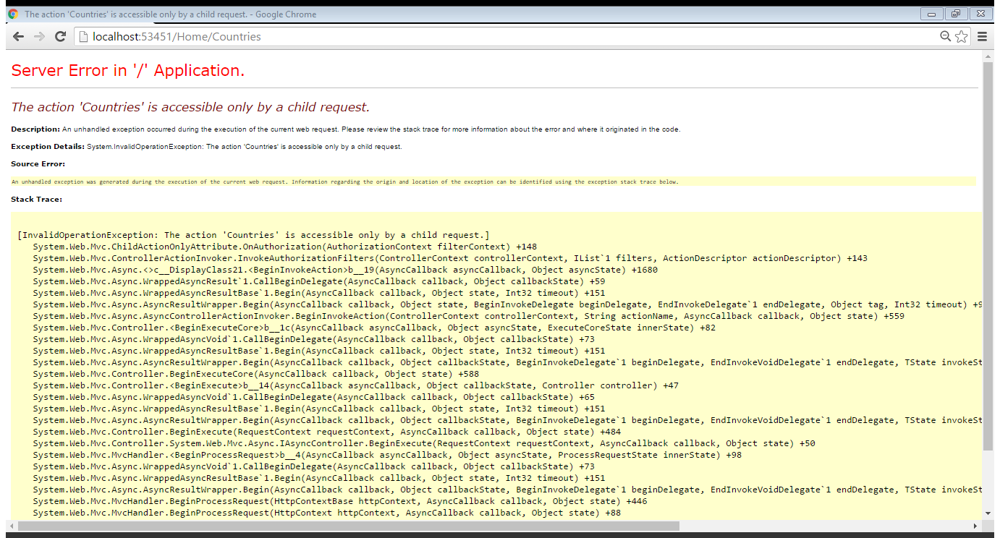 The action 'Countries' is accessible only by a child request. - Google Chrome
localhost:53451/Home/Countries
Server Error in '/' Application.
The action 'Countries' is accessible only by a child request.
Description: An unhandled exception occurred during the execution of the current web request. Please review the stack trace for more information about the error and where it originated in the code.
Exception Details: System.InvalidOperationException: The action 'Countries' is accessible only by a child request.
Source Error:
An unhandled exception was generated during the execution of the current web request. Information regarding the origin and location of the exception can be identified using the exception stack trace below.
Stack Trace:
[InvalidOperationException: The action 'Countries' is accessible only by a child request.]
System.Web.Mvc.ChildActionOnlyAttribute.OnAuthorization(AuthorizationContext filterContext) +148
System.Web.Mvc.ControllerActionInvoker.InvokeAuthorizationFilters(ControllerContext controllerContext, IList`1 filters, ActionDescriptor actionDescriptor) +143
System.Web.Mvc.Async.<>c__DisplayClass21.<BeginInvokeAction>b__19(AsyncCallback asyncCallback, Object asyncState) +1680
System.Web.Mvc.Async.WrappedAsyncResult`1.CallBeginDelegate(AsyncCallback callback, Object callbackState) +59
System.Web.Mvc.Async.WrappedAsyncResultBase`1.Begin(AsyncCallback callback, Object state, Int32 timeout) +151
System.Web.Mvc.Async.AsyncResultWrapper.Begin(AsyncCallback callback, Object state, BeginInvokeDelegate beginDelegate, EndInvokeDelegate`1 endDelegate, Object tag, Int32 timeout) +9
System.Web.Mvc.Async.AsyncControllerActionInvoker.BeginInvokeAction(ControllerContext controllerContext, String actionName, AsyncCallback callback, Object state) +559
System.Web.Mvc.Controller.<BeginExecuteCore>b__1c(AsyncCallback asyncCallback, Object asyncState, ExecuteCoreState innerState) +82
System.Web.Mvc.Async.WrappedAsyncVoid`1.CallBeginDelegate(AsyncCallback callback, Object callbackState) +73
System.Web.Mvc.Async.WrappedAsyncResultBase`1.Begin(AsyncCallback callback, Object state, Int32 timeout) +151
System.Web.Mvc.Async.AsyncResultWrapper.Begin(AsyncCallback callback, Object callbackState, BeginInvokeDelegate`1 beginDelegate, EndInvokeVoidDelegate`1 endDelegate, TState invokeSt
System.Web.Mvc.Controller.BeginExecuteCore(AsyncCallback callback, Object state) +588
System.Web.Mvc.Controller.<BeginExecute>b__14(AsyncCallback asyncCallback, Object callbackState, Controller controller) +47
System.Web.Mvc.Async.WrappedAsyncVoid`1.CallBeginDelegate(AsyncCallback callback, Object callbackState) +65
System.Web.Mvc.Async.WrappedAsyncResultBase`1.Begin(AsyncCallback callback, Object state, Int32 timeout) +151
System.Web.Mvc.Async.AsyncResultWrapper.Begin(AsyncCallback callback, Object callbackState, BeginInvokeDelegate`1 beginDelegate, EndInvokeVoidDelegate`1 endDelegate, TState invokeSt
System.Web.Mvc.Controller.BeginExecute(RequestContext requestContext, AsyncCallback callback, Object state) +484
System.Web.Mvc.Controller.System.Web.Mvc.Async.IAsyncController.BeginExecute(RequestContext requestContext, AsyncCallback callback, Object state) +50
System.Web.Mvc.MvcHandler.<BeginProcessRequest>b__4(AsyncCallback asyncCallback, Object asyncState, ProcessRequestState innerState) +98
System.Web.Mvc.Async.WrappedAsyncVoid`1.CallBeginDelegate(AsyncCallback callback, Object callbackState) +73
System.Web.Mvc.Async.WrappedAsyncResultBase`1.Begin(AsyncCallback callback, Object state, Int32 timeout) +151
System.Web.Mvc.Async.AsyncResultWrapper.Begin(AsyncCallback callback, Object callbackState, BeginInvokeDelegate`1 beginDelegate, EndInvokeVoidDelegate`1 endDelegate, TState invokeSt
System.Web.Mvc.MvcHandler.BeginProcessRequest(HttpContextBase httpContext, AsyncCallback callback, Object state) +446
System.Web.Mvc.MvcHandler.BeginProcessRequest(HttpContext httpContext, AsyncCallback callback, Object state) +88